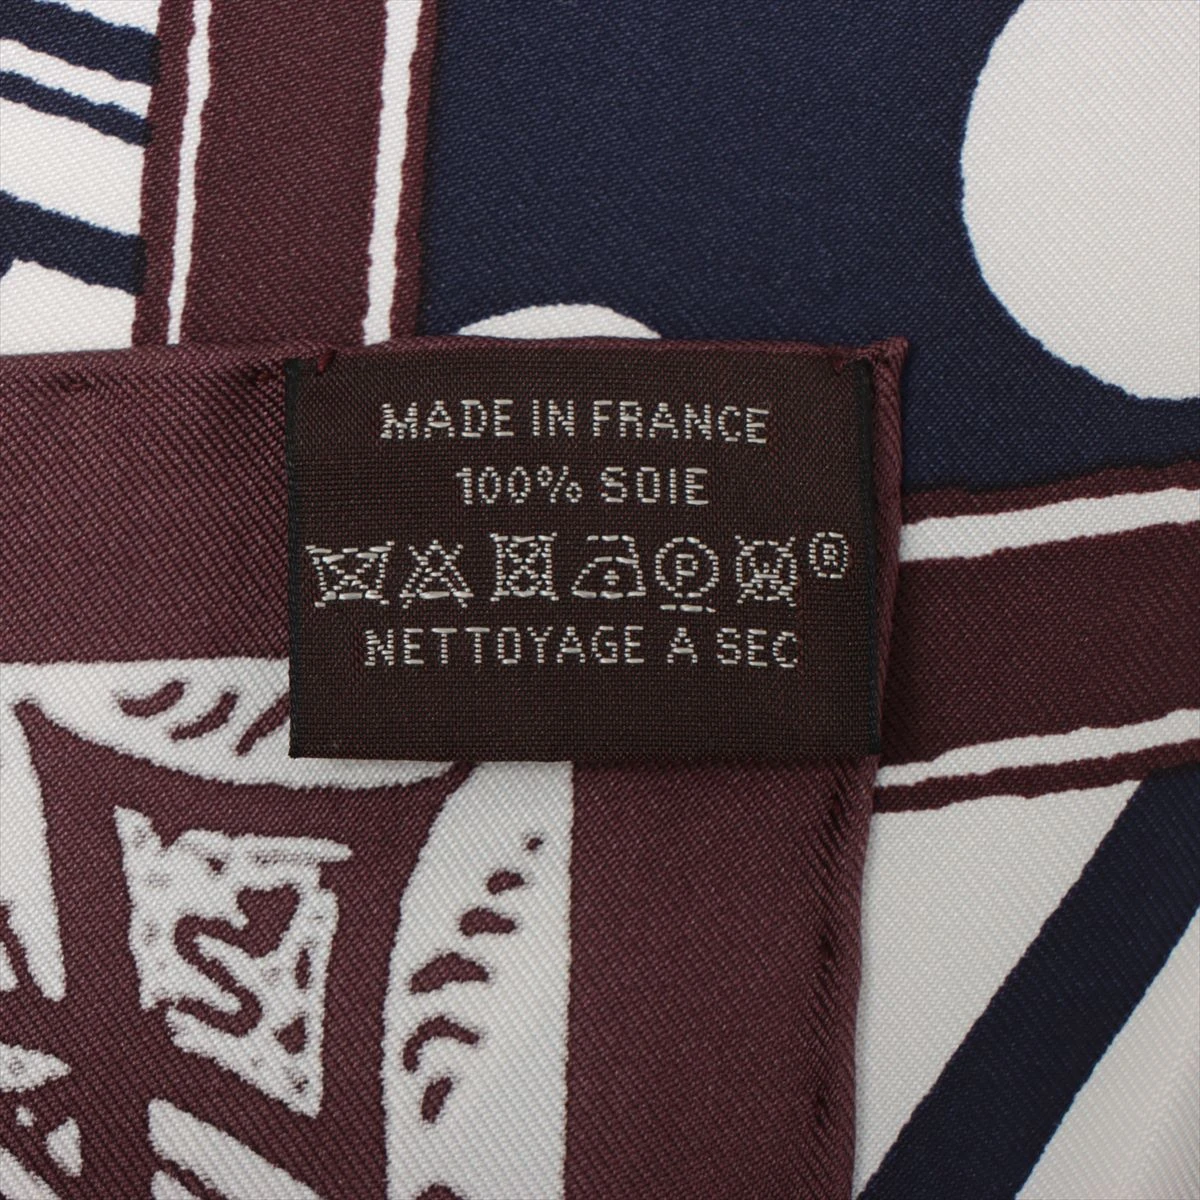 MADE IN FRANCE
100% SOIE
P ®
NETTOYAGE A SEC